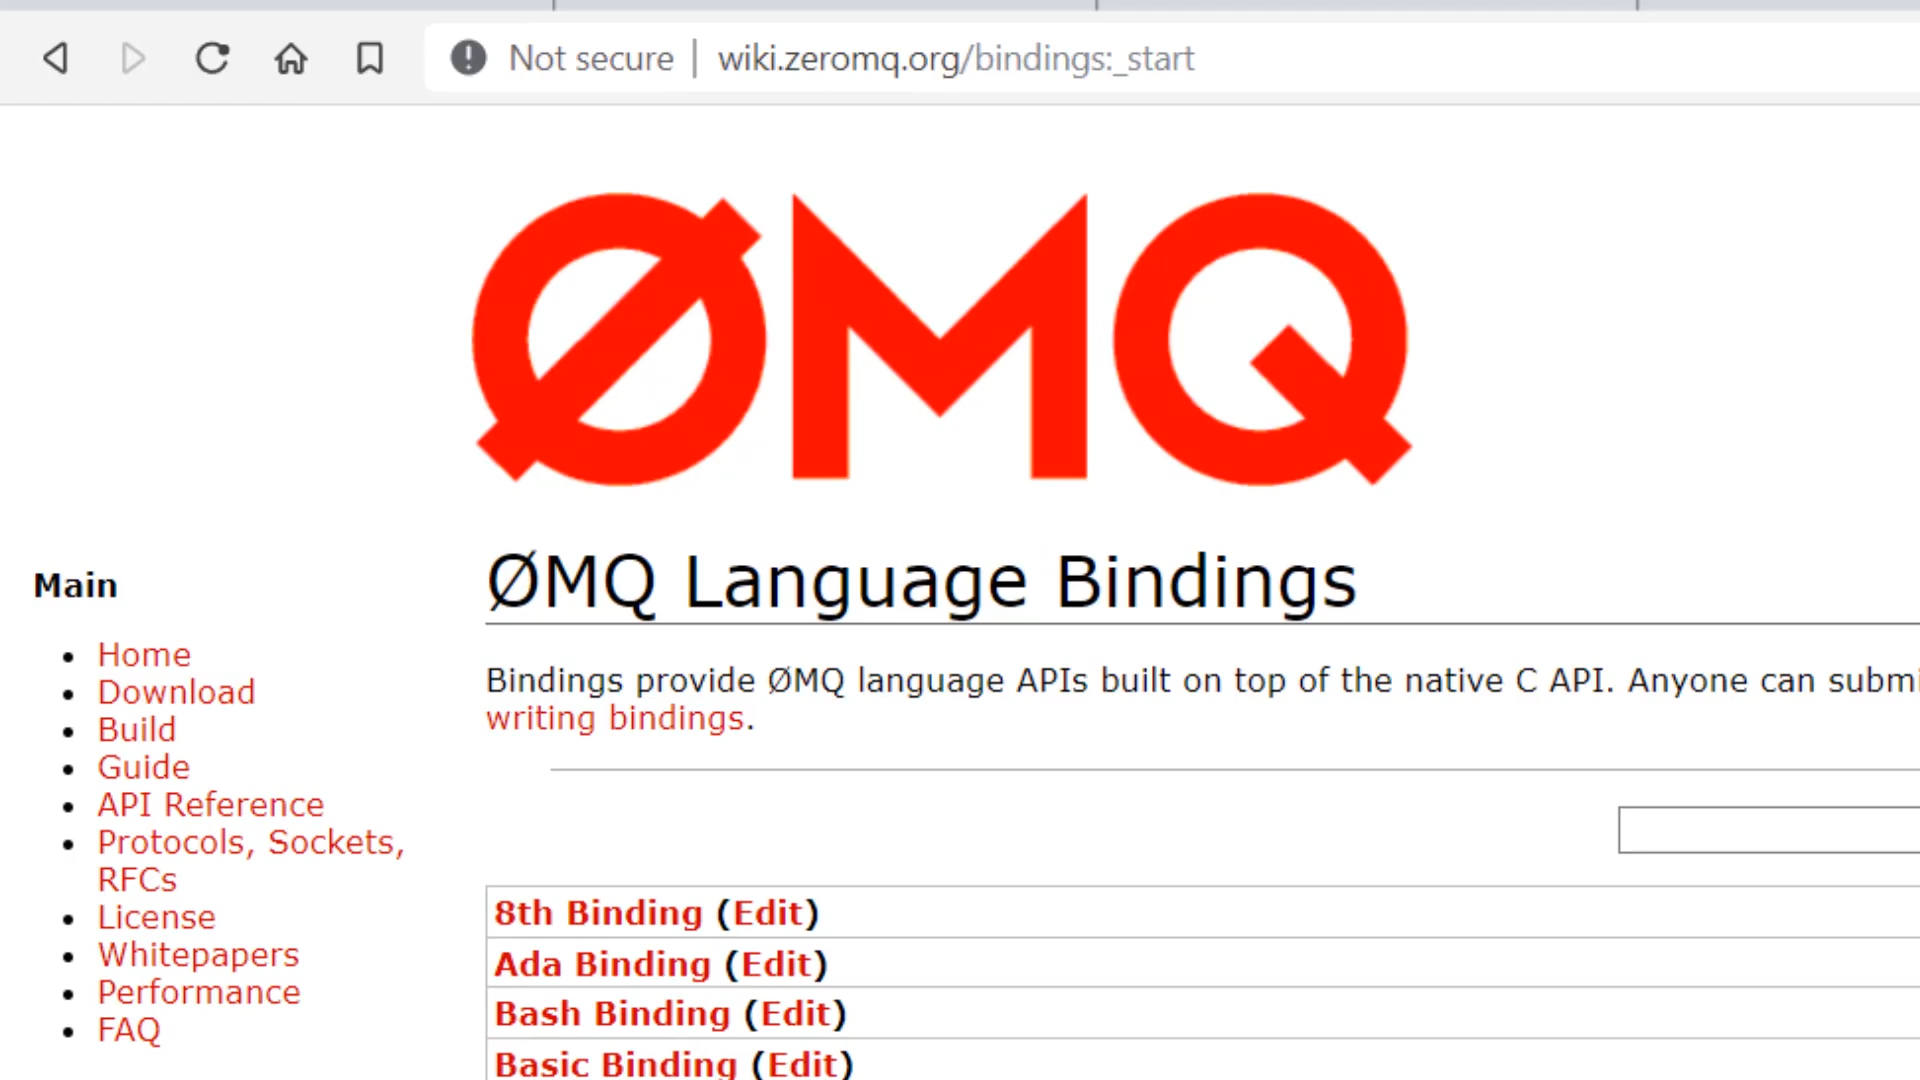 Not secure | wiki.zeromq.org/bindings:_start
ØMQ
ØMQ Language Bindings
Bindings provide ØMQ language APIs built on top of the native C API. Anyone can submi
writing bindings.
Main
Home
Download
Build
Guide
API Reference
Protocols, Sockets,
RFCs
License
Whitepapers
Performance
FAQ
8th Binding (Edit)
Ada Binding (Edit)
Bash Binding (Edit)
Basic Binding (Edit)